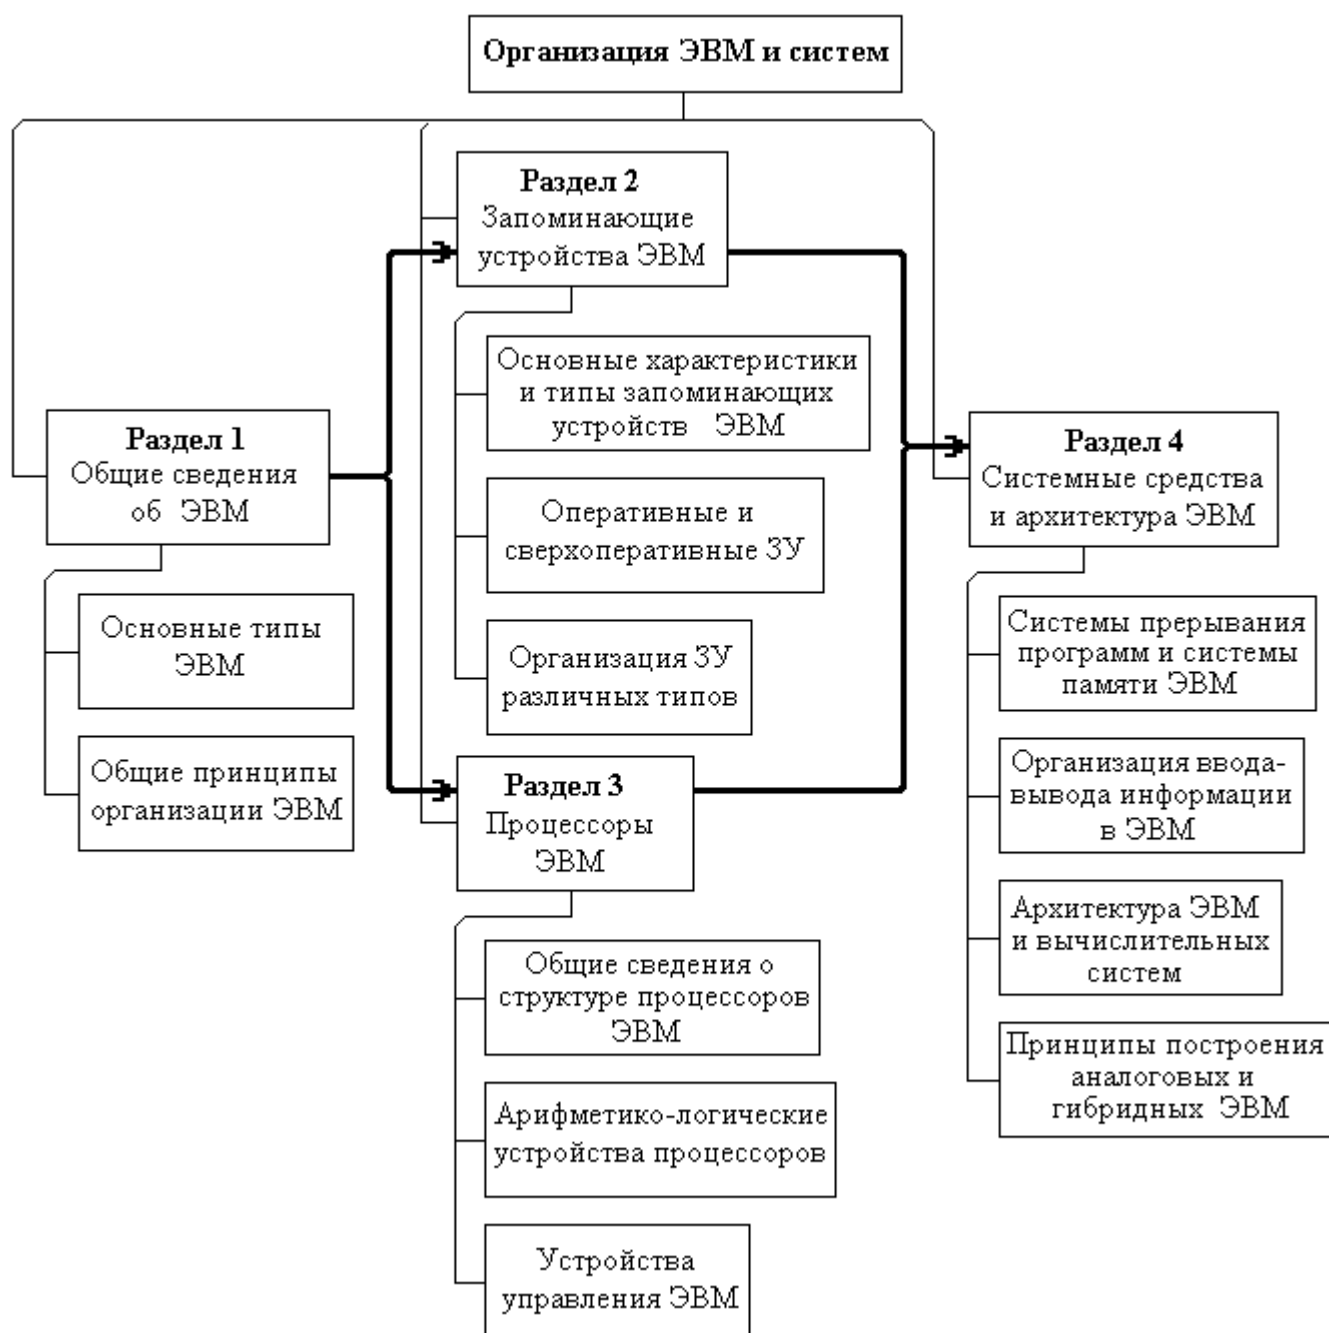 Организация ЭВМ и систем
Раздел 1
Общие сведения
об ЭВМ
Основные типы
ЭВМ
Общие принципы
организации ЭВМ
Раздел 2
Запоминающие
устройства ЭВМ
Основные характеристики
и типы запоминающих
устройств ЭВМ
Оперативные и
сверхоперативные ЗУ
Организация ЗУ
различных типов
Раздел 3
Процессоры
ЭВМ
Общие сведения о
структуре процессоров
ЭВМ
Арифметико-логические
устройства процессоров
Устройства
управления ЭВМ
Раздел 4
Системные средства
и архитектура ЭВМ
Системы прерывания
программ и системы
памяти ЭВМ
Организация ввода-
вывода информации
в ЭВМ
Архитектура ЭВМ
и вычислительных
систем
Принципы построения
аналоговых и
гибридных ЭВМ